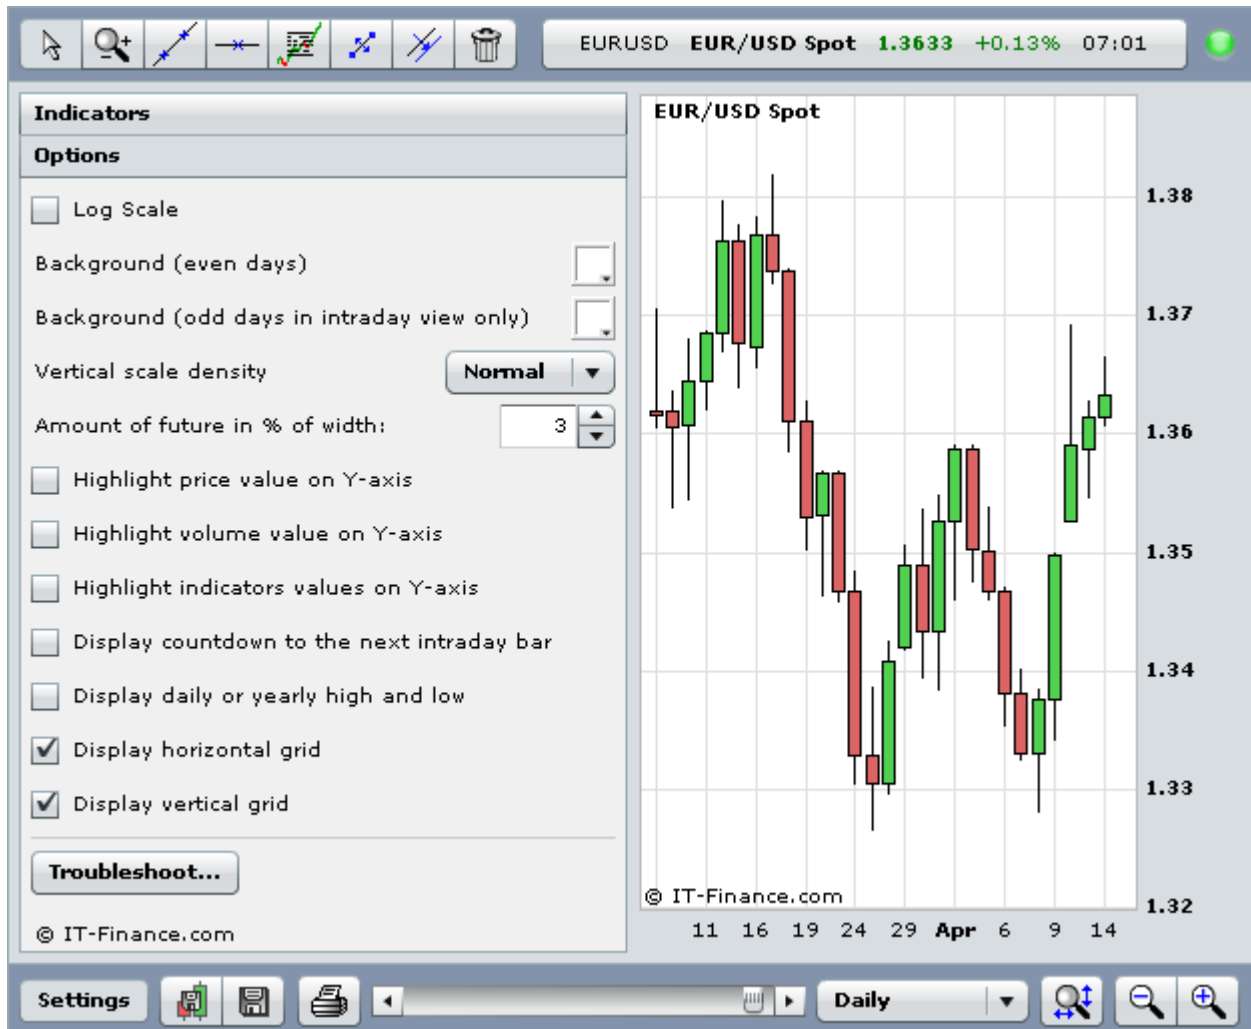 EURUSD EUR/USD Spot 1.3633 +0.13% 07:01
Indicators
Options
Log Scale
Background (even days)
Background (odd days in intraday view only)
Vertical scale density Normal
Amount of future in % of width: 3
Highlight price value on Y-axis
Highlight volume value on Y-axis
Highlight indicators values on Y-axis
Display countdown to the next intraday bar
Display daily or yearly high and low
Display horizontal grid
Display vertical grid
Troubleshoot...
© IT-Finance.com
EUR/USD Spot
1.38
1.37
1.36
1.35
1.34
1.33
1.32
© IT-Finance.com
11 16 19 24 29 Apr 6 9 14
Settings Daily